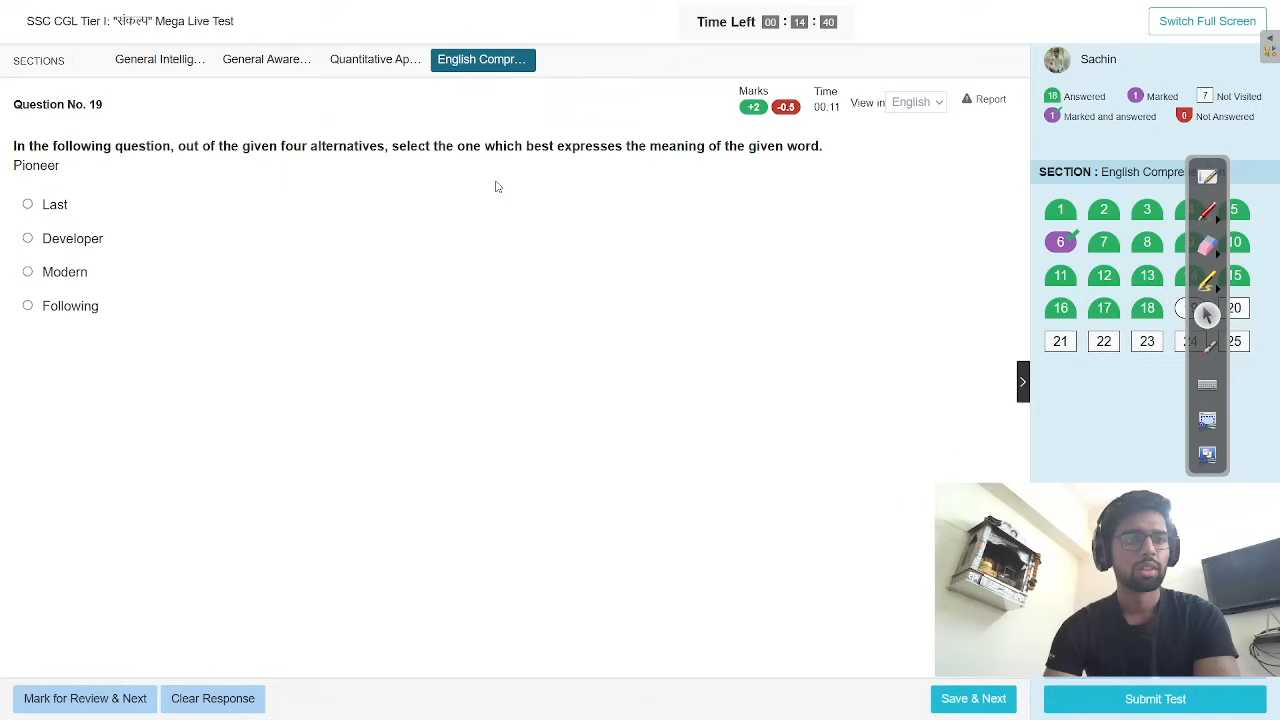 SSC CGL Tier I: "संकल्प" Mega Live Test
Time Left 00 : 14 : 40
Switch Full Screen
SECTIONS
General Intellig...
General Aware...
Quantitative Ap...
English Compr...
Sachin
Question No. 19
Marks
+2 -0.5
Time
00:11
View in English
Report
18 Answered
1 Marked
7 Not Visited
1 Marked and answered
0 Not Answered
In the following question, out of the given four alternatives, select the one which best expresses the meaning of the given word.
Pioneer
Last
Developer
Modern
Following
SECTION : English Compre
1 2 3 5
6 7 8 10
11 12 13 15
16 17 18 20
21 22 23 24 25
Mark for Review & Next
Clear Response
Save & Next
Submit Test